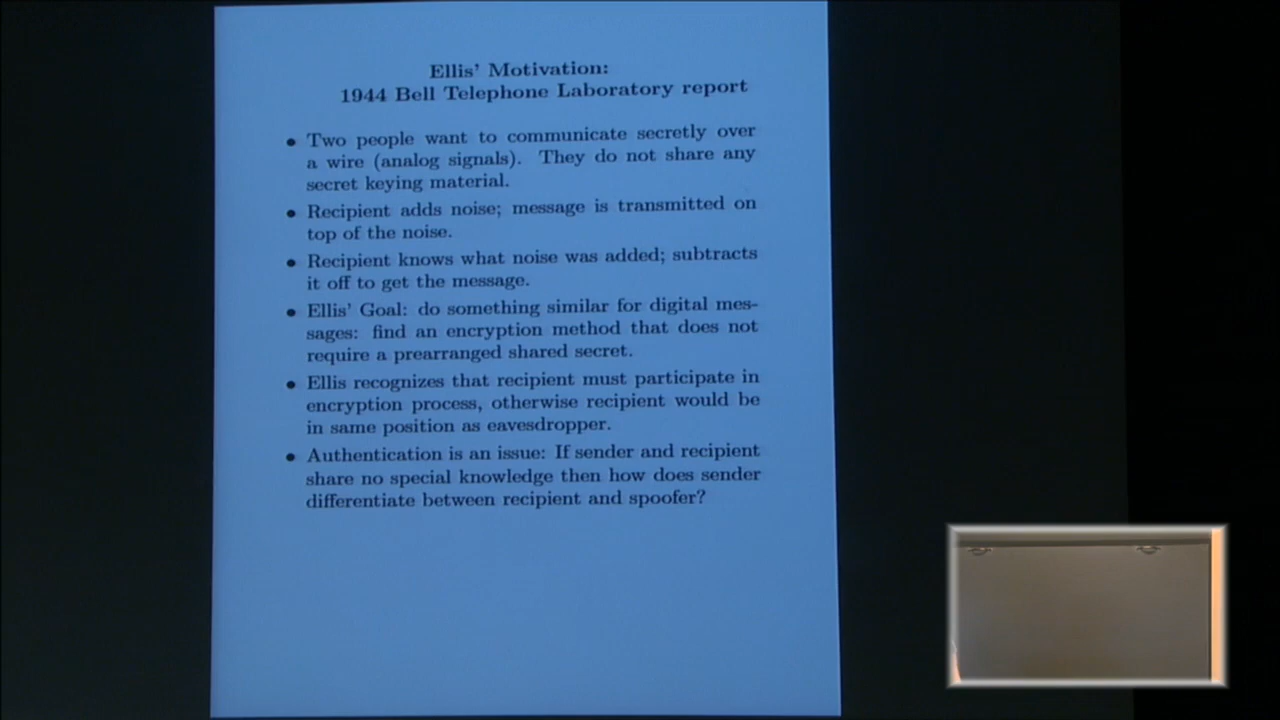 Ellis' Motivation:
1944 Bell Telephone Laboratory report
• Two people want to communicate secretly over
a wire (analog signals). They do not share any
secret keying material.
• Recipient adds noise; message is transmitted on
top of the noise.
• Recipient knows what noise was added; subtracts
it off to get the message.
• Ellis' Goal: do something similar for digital mes-
sages: find an encryption method that does not
require a prearranged shared secret.
• Ellis recognizes that recipient must participate in
encryption process, otherwise recipient would be
in same position as eavesdropper.
• Authentication is an issue: If sender and recipient
share no special knowledge then how does sender
differentiate between recipient and spoofer?